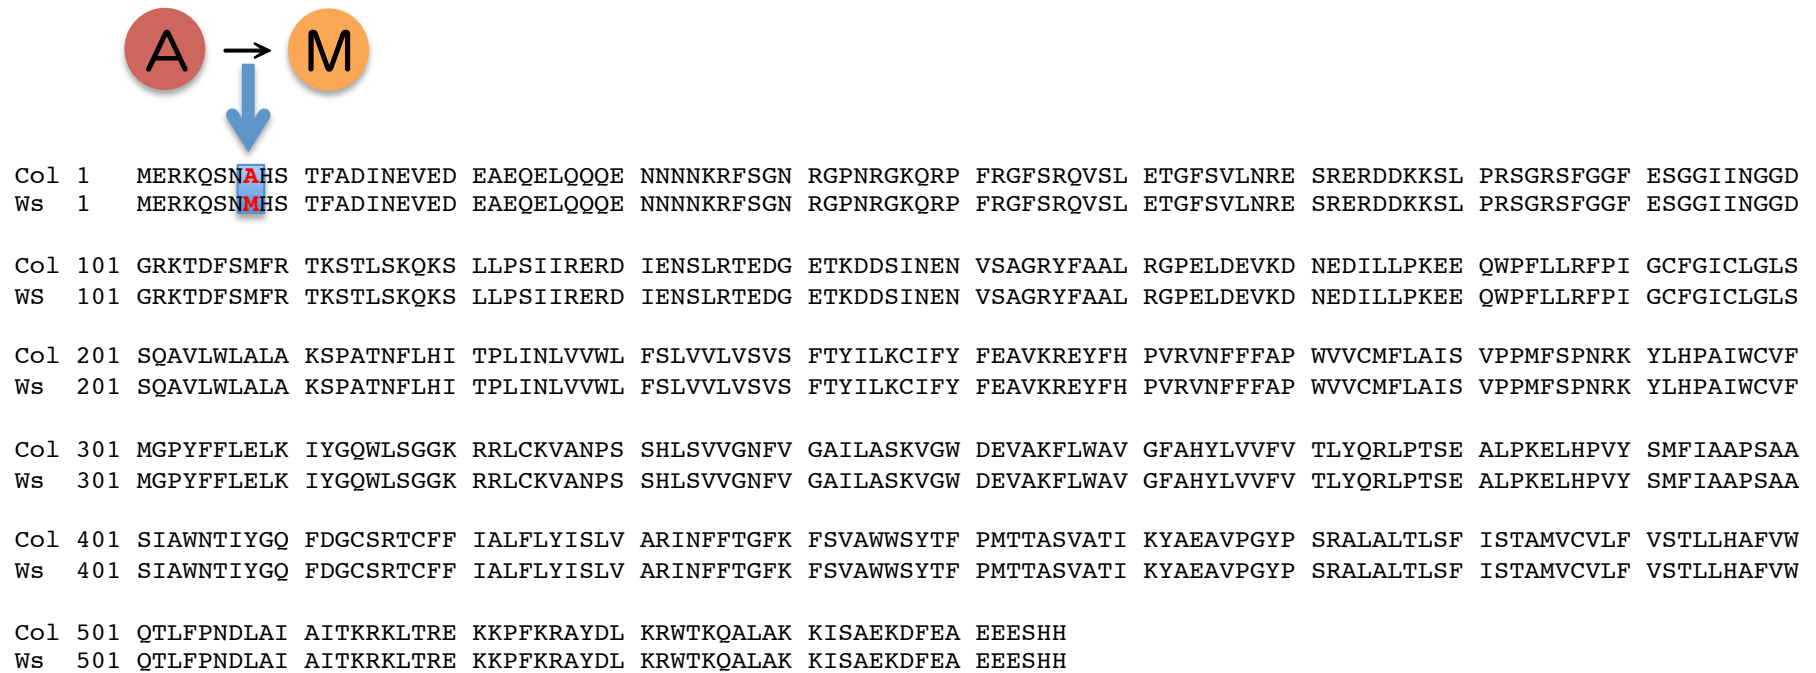 A → M
Col 1 MERKQSNAHS TFADINEVED EAEQELQQQE NNNNKRFSGN RGPNRGKQRP FRGFSRQVSL ETGFSVLNRE SRERDDKKSL PRSGRSFGGF ESGGIINGGD
Ws 1 MERKQSNMHS TFADINEVED EAEQELQQQE NNNNKRFSGN RGPNRGKQRP FRGFSRQVSL ETGFSVLNRE SRERDDKKSL PRSGRSFGGF ESGGIINGGD
Col 101 GRKTDFSMFR TKSTLSKQKS LLPSIIRERD IENSLRTEDG ETKDDSINEN VSAGRYFAAL RGPELDEVKD NEDILLPKEE QWPFLLRFPI GCFGICLGLS
WS 101 GRKTDFSMFR TKSTLSKQKS LLPSIIRERD IENSLRTEDG ETKDDSINEN VSAGRYFAAL RGPELDEVKD NEDILLPKEE QWPFLLRFPI GCFGICLGLS
Col 201 SQAVLWLALA KSPATNFLHI TPLINLVVWL FSLVVLVSVS FTYILKCIFY FEAVKREYFH PVRVNFFFAP WVVCMFLAIS VPPMFSPNRK YLHPAIWCVF
Ws 201 SQAVLWLALA KSPATNFLHI TPLINLVVWL FSLVVLVSVS FTYILKCIFY FEAVKREYFH PVRVNFFFAP WVVCMFLAIS VPPMFSPNRK YLHPAIWCVF
Col 301 MGPYFFLELK IYGQWLSGGK RRLCKVANPS SHLSVVGNFV GAILASKVGW DEVAKFLWAV GFAHYLVVFV TLYQRLPTSE ALPKELHPVY SMFIAAPSAA
Ws 301 MGPYFFLELK IYGQWLSGGK RRLCKVANPS SHLSVVGNFV GAILASKVGW DEVAKFLWAV GFAHYLVVFV TLYQRLPTSE ALPKELHPVY SMFIAAPSAA
Col 401 SIAWNTIYGQ FDGCSRTCFF IALFLYISLV ARINFFTGFK FSVAWWSYTF PMTTASVATI KYAEAVPGYP SRALALTLSF ISTAMVCVLF VSTLLHAFVW
Ws 401 SIAWNTIYGQ FDGCSRTCFF IALFLYISLV ARINFFTGFK FSVAWWSYTF PMTTASVATI KYAEAVPGYP SRALALTLSF ISTAMVCVLF VSTLLHAFVW
Col 501 QTLFPNDLAI AITKRKLTRE KKPFKRAYDL KRWTKQALAK KISAEKDFEA EEESHH
Ws 501 QTLFPNDLAI AITKRKLTRE KKPFKRAYDL KRWTKQALAK KISAEKDFEA EEESHH